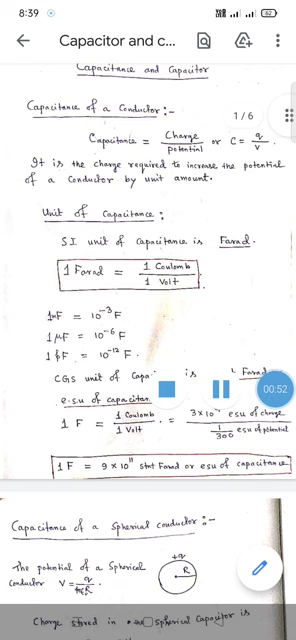 8:39
62
Capacitor and c...
Capacitance and Capacitor
1/6
Capacitance of a Conductor :-
Capacitance = Charge / potential or C = q / V
It is the charge required to increase the potential
of a conductor by unit amount.
Unit of Capacitance :
SI unit of Capacitance is Farad.
1 Farad = 1 Coulomb / 1 Volt
1mF = 10⁻³ F
1μF = 10⁻⁶ F
1pF = 10⁻¹² F.
CGS unit of Capa is Farad
00:52
e.s.u of capacitan
1 F = 1 Coulomb / 1 Volt = 3×10 esu of charge / 1/300 esu of potential
1 F = 9 × 10¹¹ stat Farad or esu of capacitance
Capacitance of a Spherical conductor :-
The potential of a Spherical
+q
R
Conductor V =
Charge stored in Spherical Capacitor is